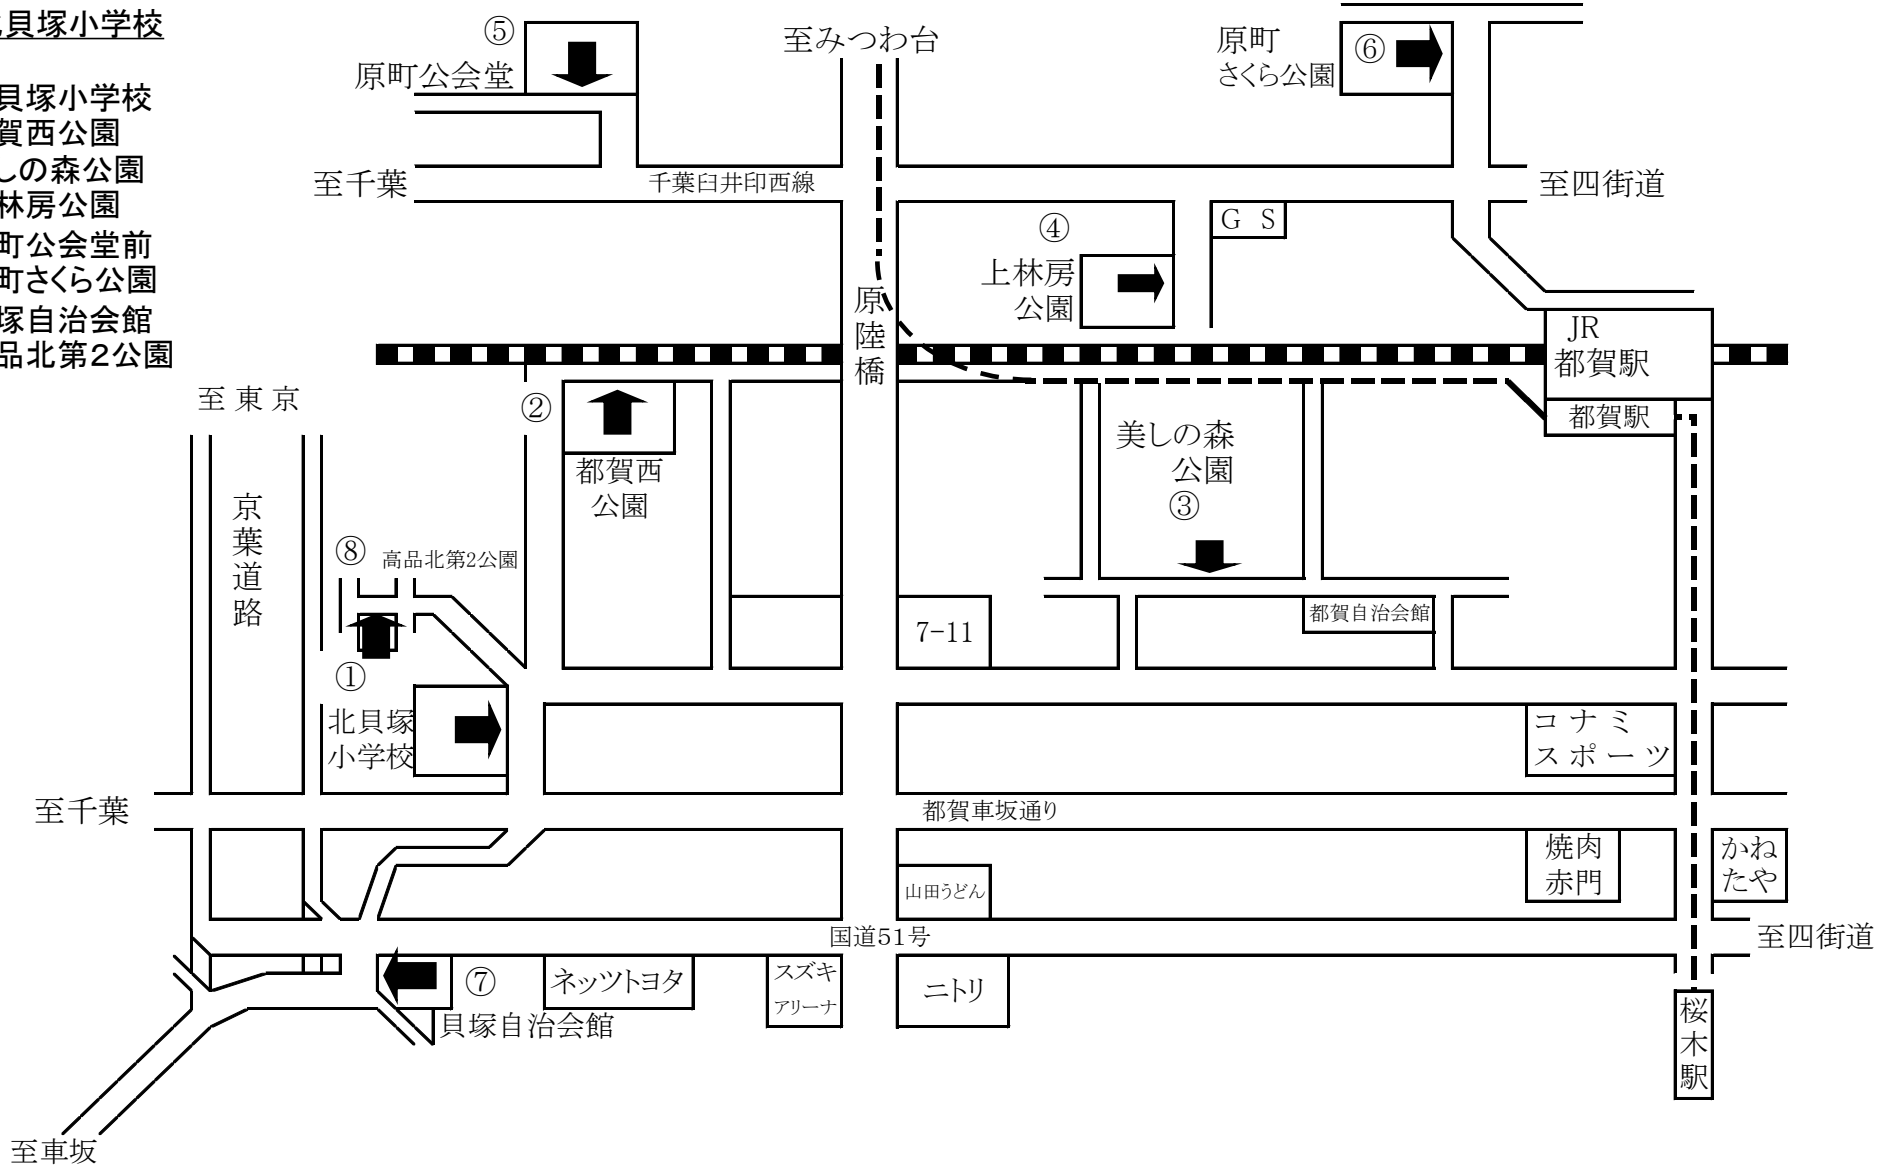 貝塚小学校
貝塚小学校
賀西公園
しの森公園
林房公園
町公会堂前
町さくら公園
塚自治会館
品北第2公園
⑤
原町公会堂
至みつわ台
原町
さくら公園
⑥
至千葉
千葉臼井印西線
至四街道
④
上林房
公園
G S
原陸橋
JR
都賀駅
都賀駅
至東京
②
都賀西
公園
美しの森
公園
③
京葉道路
⑧
高品北第2公園
7-11
都賀自治会館
①
北貝塚
小学校
コナミ
スポーツ
至千葉
都賀車坂通り
焼肉
赤門
かね
たや
山田うどん
国道51号
至四街道
⑦
貝塚自治会館
ネッツトヨタ
スズキ
アリーナ
ニトリ
桜木駅
至車坂